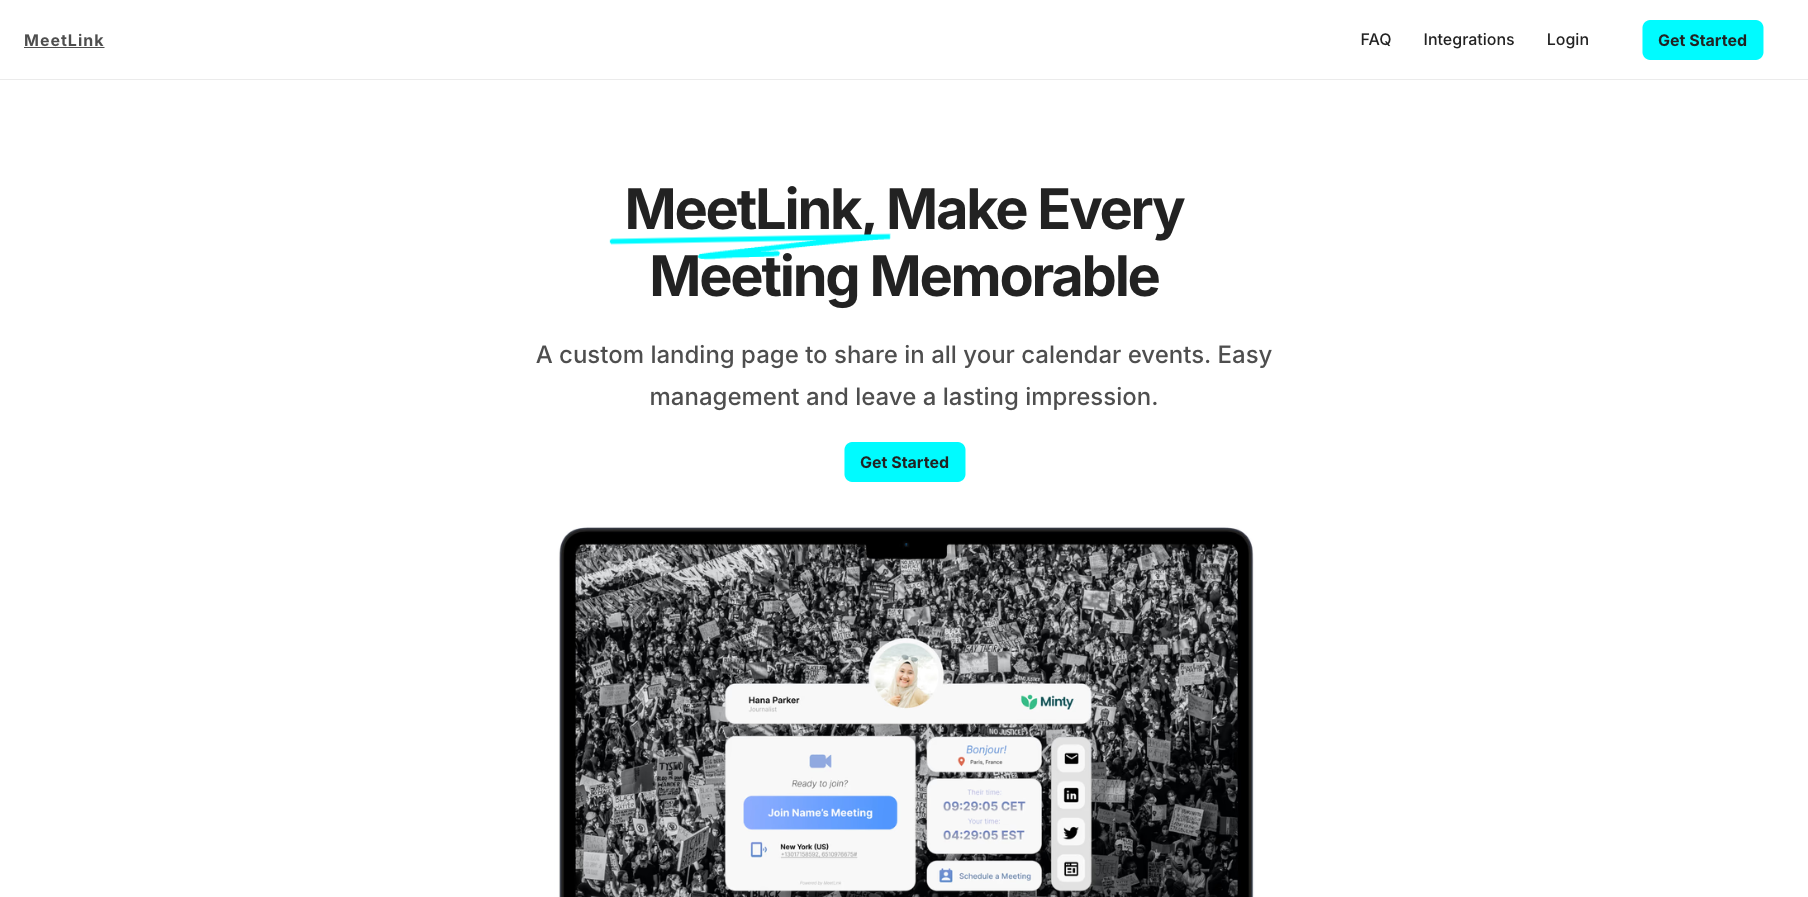 MeetLink
FAQ
Integrations
Login
Get Started
MeetLink, Make Every
Meeting Memorable
A custom landing page to share in all your calendar events. Easy
management and leave a lasting impression.
Get Started
Hana Parker
Journalist
Minty
NO JUSTICE
Ready to join?
Join Name's Meeting
New York (US)
Bonjour!
Paris, France
Their time:
09:29:05 CET
Your time:
04:29:05 EST
Schedule a Meeting